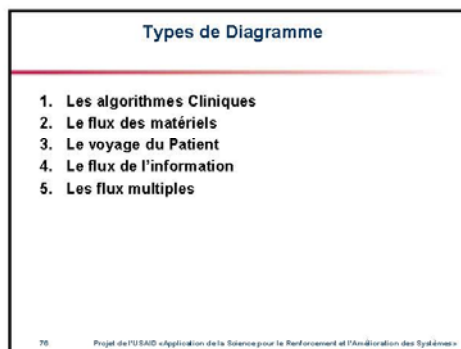 Types de Diagramme
1. Les algorithmes Cliniques
2. Le flux des matériels
3. Le voyage du Patient
4. Le flux de l'information
5. Les flux multiples
76 Projet de l'USAID «Application de la Science pour le Renforcement et l'Amélioration des Systèmes»